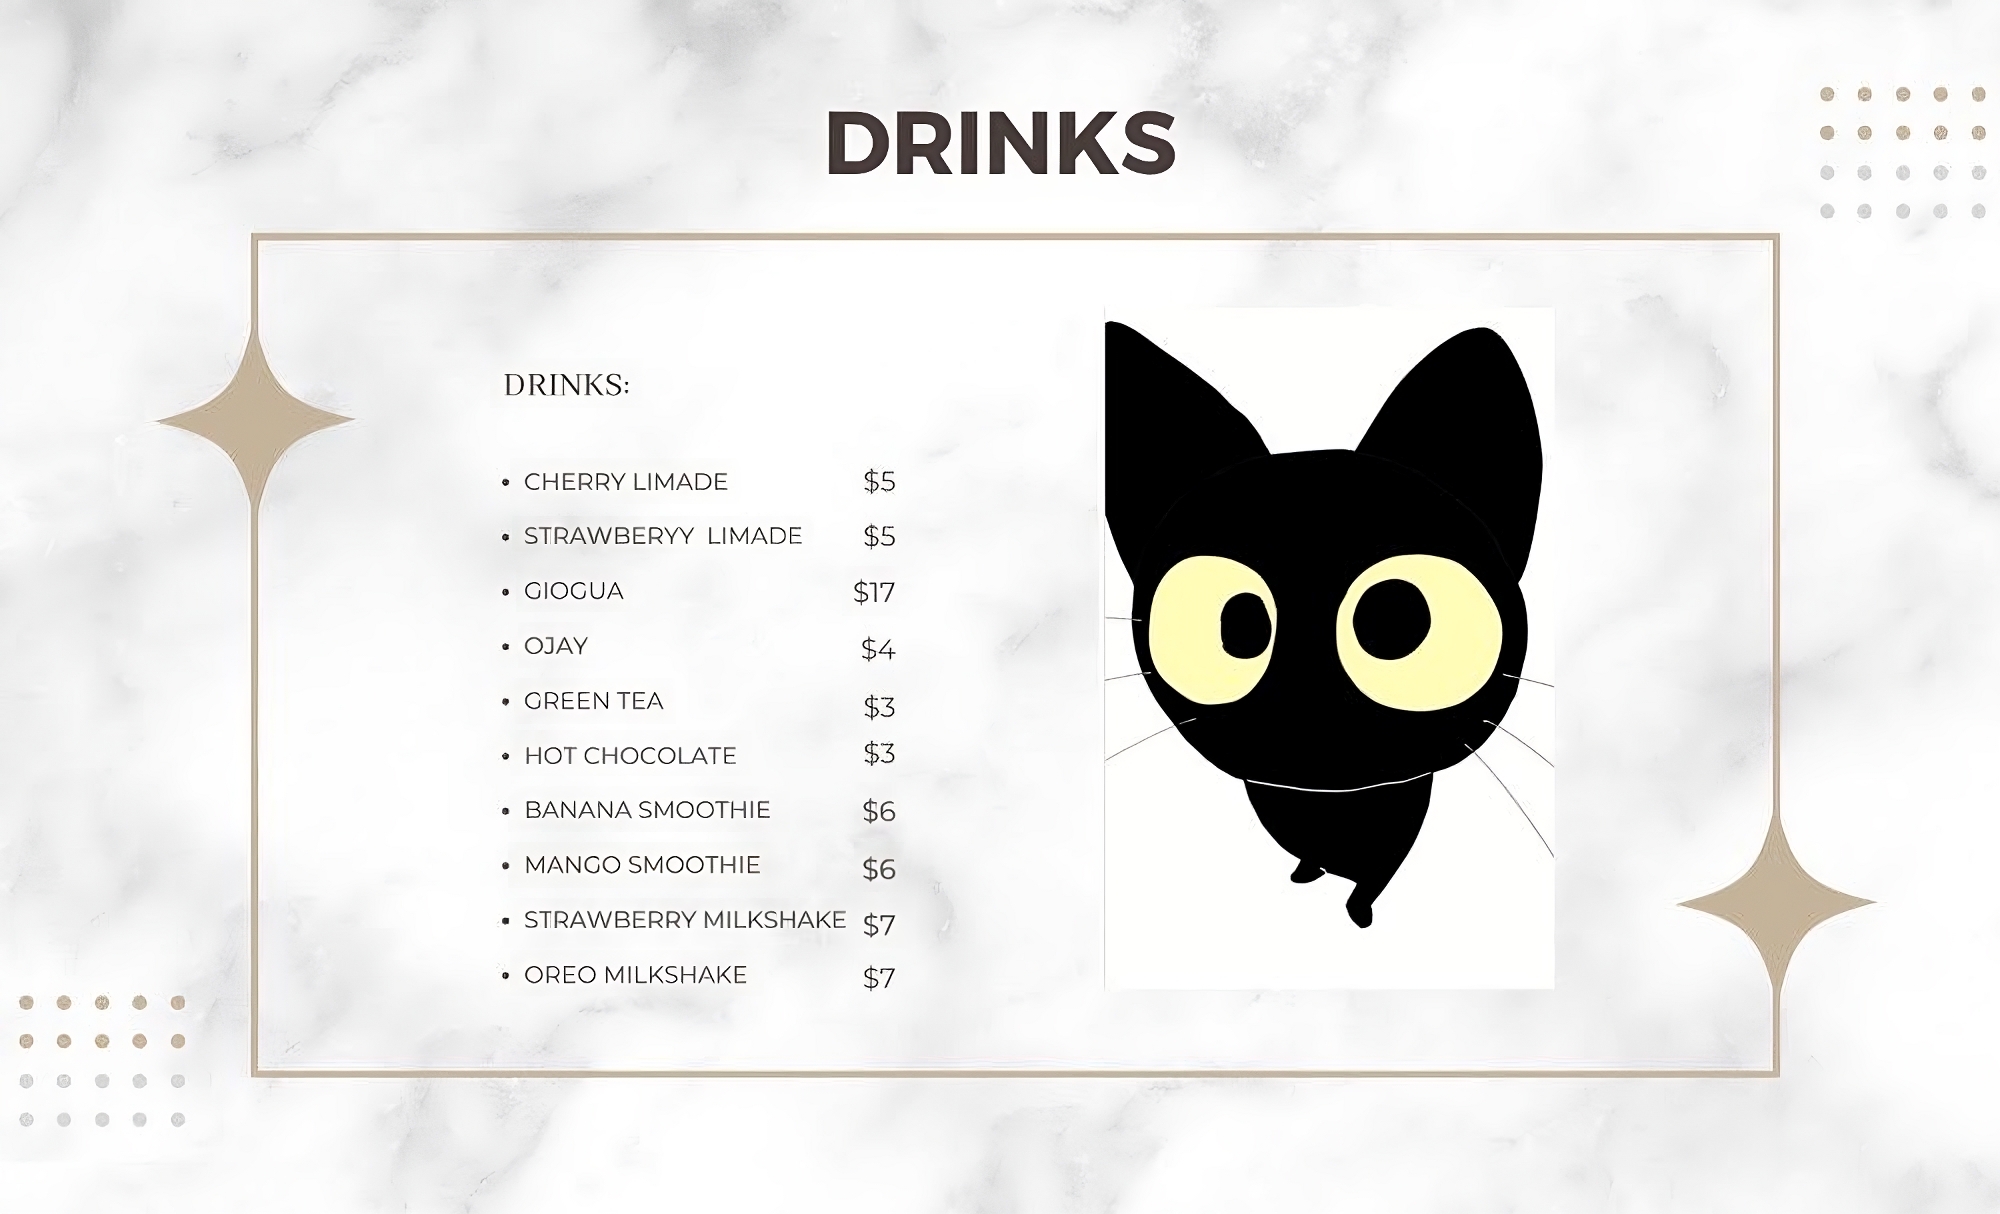 DRINKS
DRINKS:
• CHERRY LIMADE $5
• STRAWBERYY LIMADE $5
• GIOGUA $17
• OJAY $4
• GREEN TEA $3
• HOT CHOCOLATE $3
• BANANA SMOOTHIE $6
• MANGO SMOOTHIE $6
• STRAWBERRY MILKSHAKE $7
• OREO MILKSHAKE $7